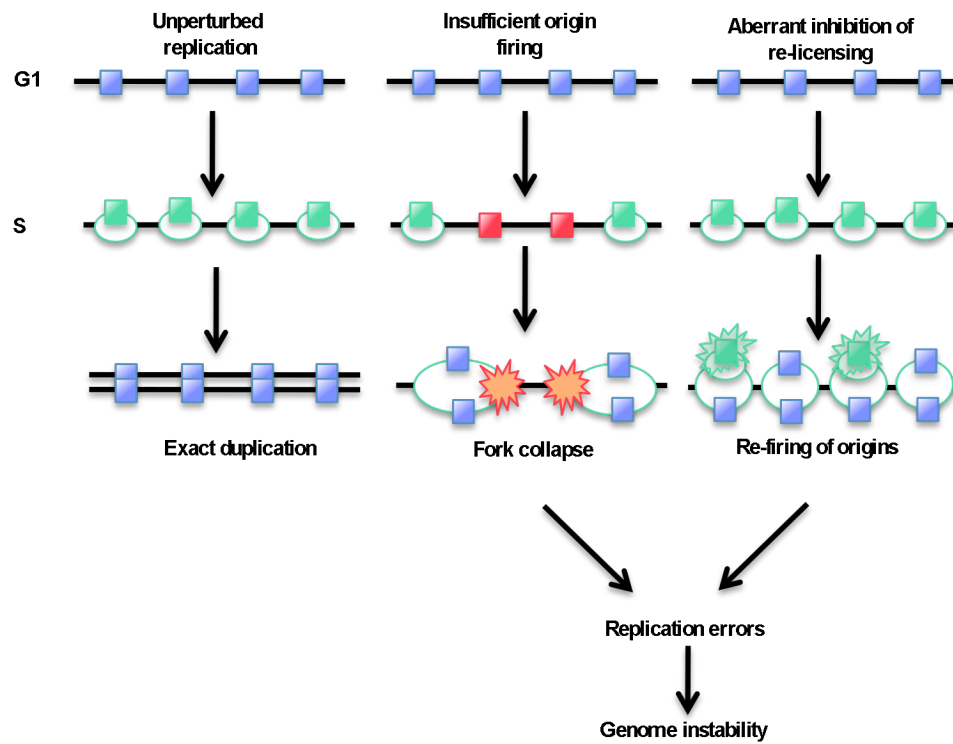 Unperturbed
replication
Insufficient origin
firing
Aberrant inhibition of
re-licensing
G1
S
Exact duplication
Fork collapse
Re-firing of origins
Replication errors
Genome instability